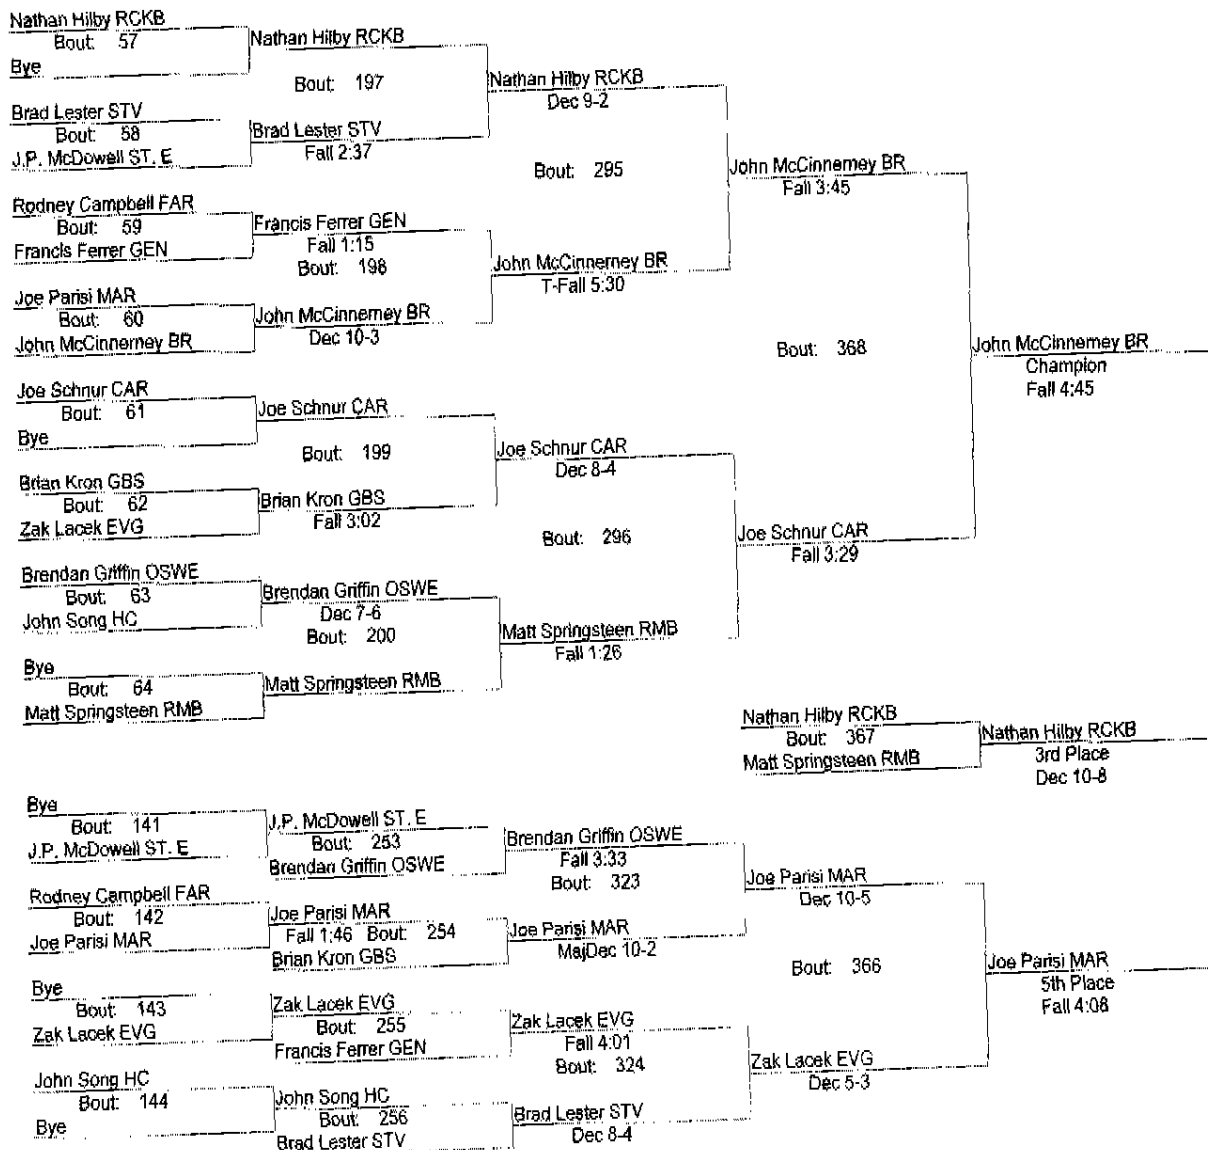 Nathan Hilby RCKB
Bout: 57
Bye
Nathan Hilby RCKB
Bout: 197
Brad Lester STV
Bout: 58
J.P. McDowell ST. E
Brad Lester STV
Fall 2:37
Nathan Hilby RCKB
Dec 9-2
Bout: 295
Rodney Campbell FAR
Bout: 59
Francis Ferrer GEN
Francis Ferrer GEN
Fall 1:15
Bout: 198
Joe Parisi MAR
Bout: 60
John McCinnerney BR
John McCinnerney BR
Dec 10-3
John McCinnerney BR
T-Fall 5:30
John McCinnerney BR
Fall 3:45
Bout: 368
John McCinnerney BR
Champion
Fall 4:45
Joe Schnur CAR
Bout: 61
Bye
Joe Schnur CAR
Bout: 199
Brian Kron GBS
Bout: 62
Zak Lacek EVG
Brian Kron GBS
Fall 3:02
Joe Schnur CAR
Dec 8-4
Bout: 296
Brendan Griffin OSWE
Bout: 63
John Song HC
Brendan Griffin OSWE
Dec 7-6
Bout: 200
Bye
Bout: 64
Matt Springsteen RMB
Matt Springsteen RMB
Matt Springsteen RMB
Fall 1:26
Joe Schnur CAR
Fall 3:29
Nathan Hilby RCKB
Bout: 367
Matt Springsteen RMB
Nathan Hilby RCKB
3rd Place
Dec 10-8
Bye
Bout: 141
J.P. McDowell ST. E
J.P. McDowell ST. E
Bout: 253
Brendan Griffin OSWE
Brendan Griffin OSWE
Fall 3:33
Bout: 323
Rodney Campbell FAR
Bout: 142
Joe Parisi MAR
Joe Parisi MAR
Fall 1:46 Bout: 254
Brian Kron GBS
Joe Parisi MAR
MajDec 10-2
Joe Parisi MAR
Dec 10-5
Bout: 366
Joe Parisi MAR
5th Place
Fall 4:08
Bye
Bout: 143
Zak Lacek EVG
Zak Lacek EVG
Bout: 255
Francis Ferrer GEN
Zak Lacek EVG
Fall 4:01
Bout: 324
John Song HC
Bout: 144
Bye
John Song HC
Bout: 256
Brad Lester STV
Brad Lester STV
Dec 8-4
Zak Lacek EVG
Dec 5-3